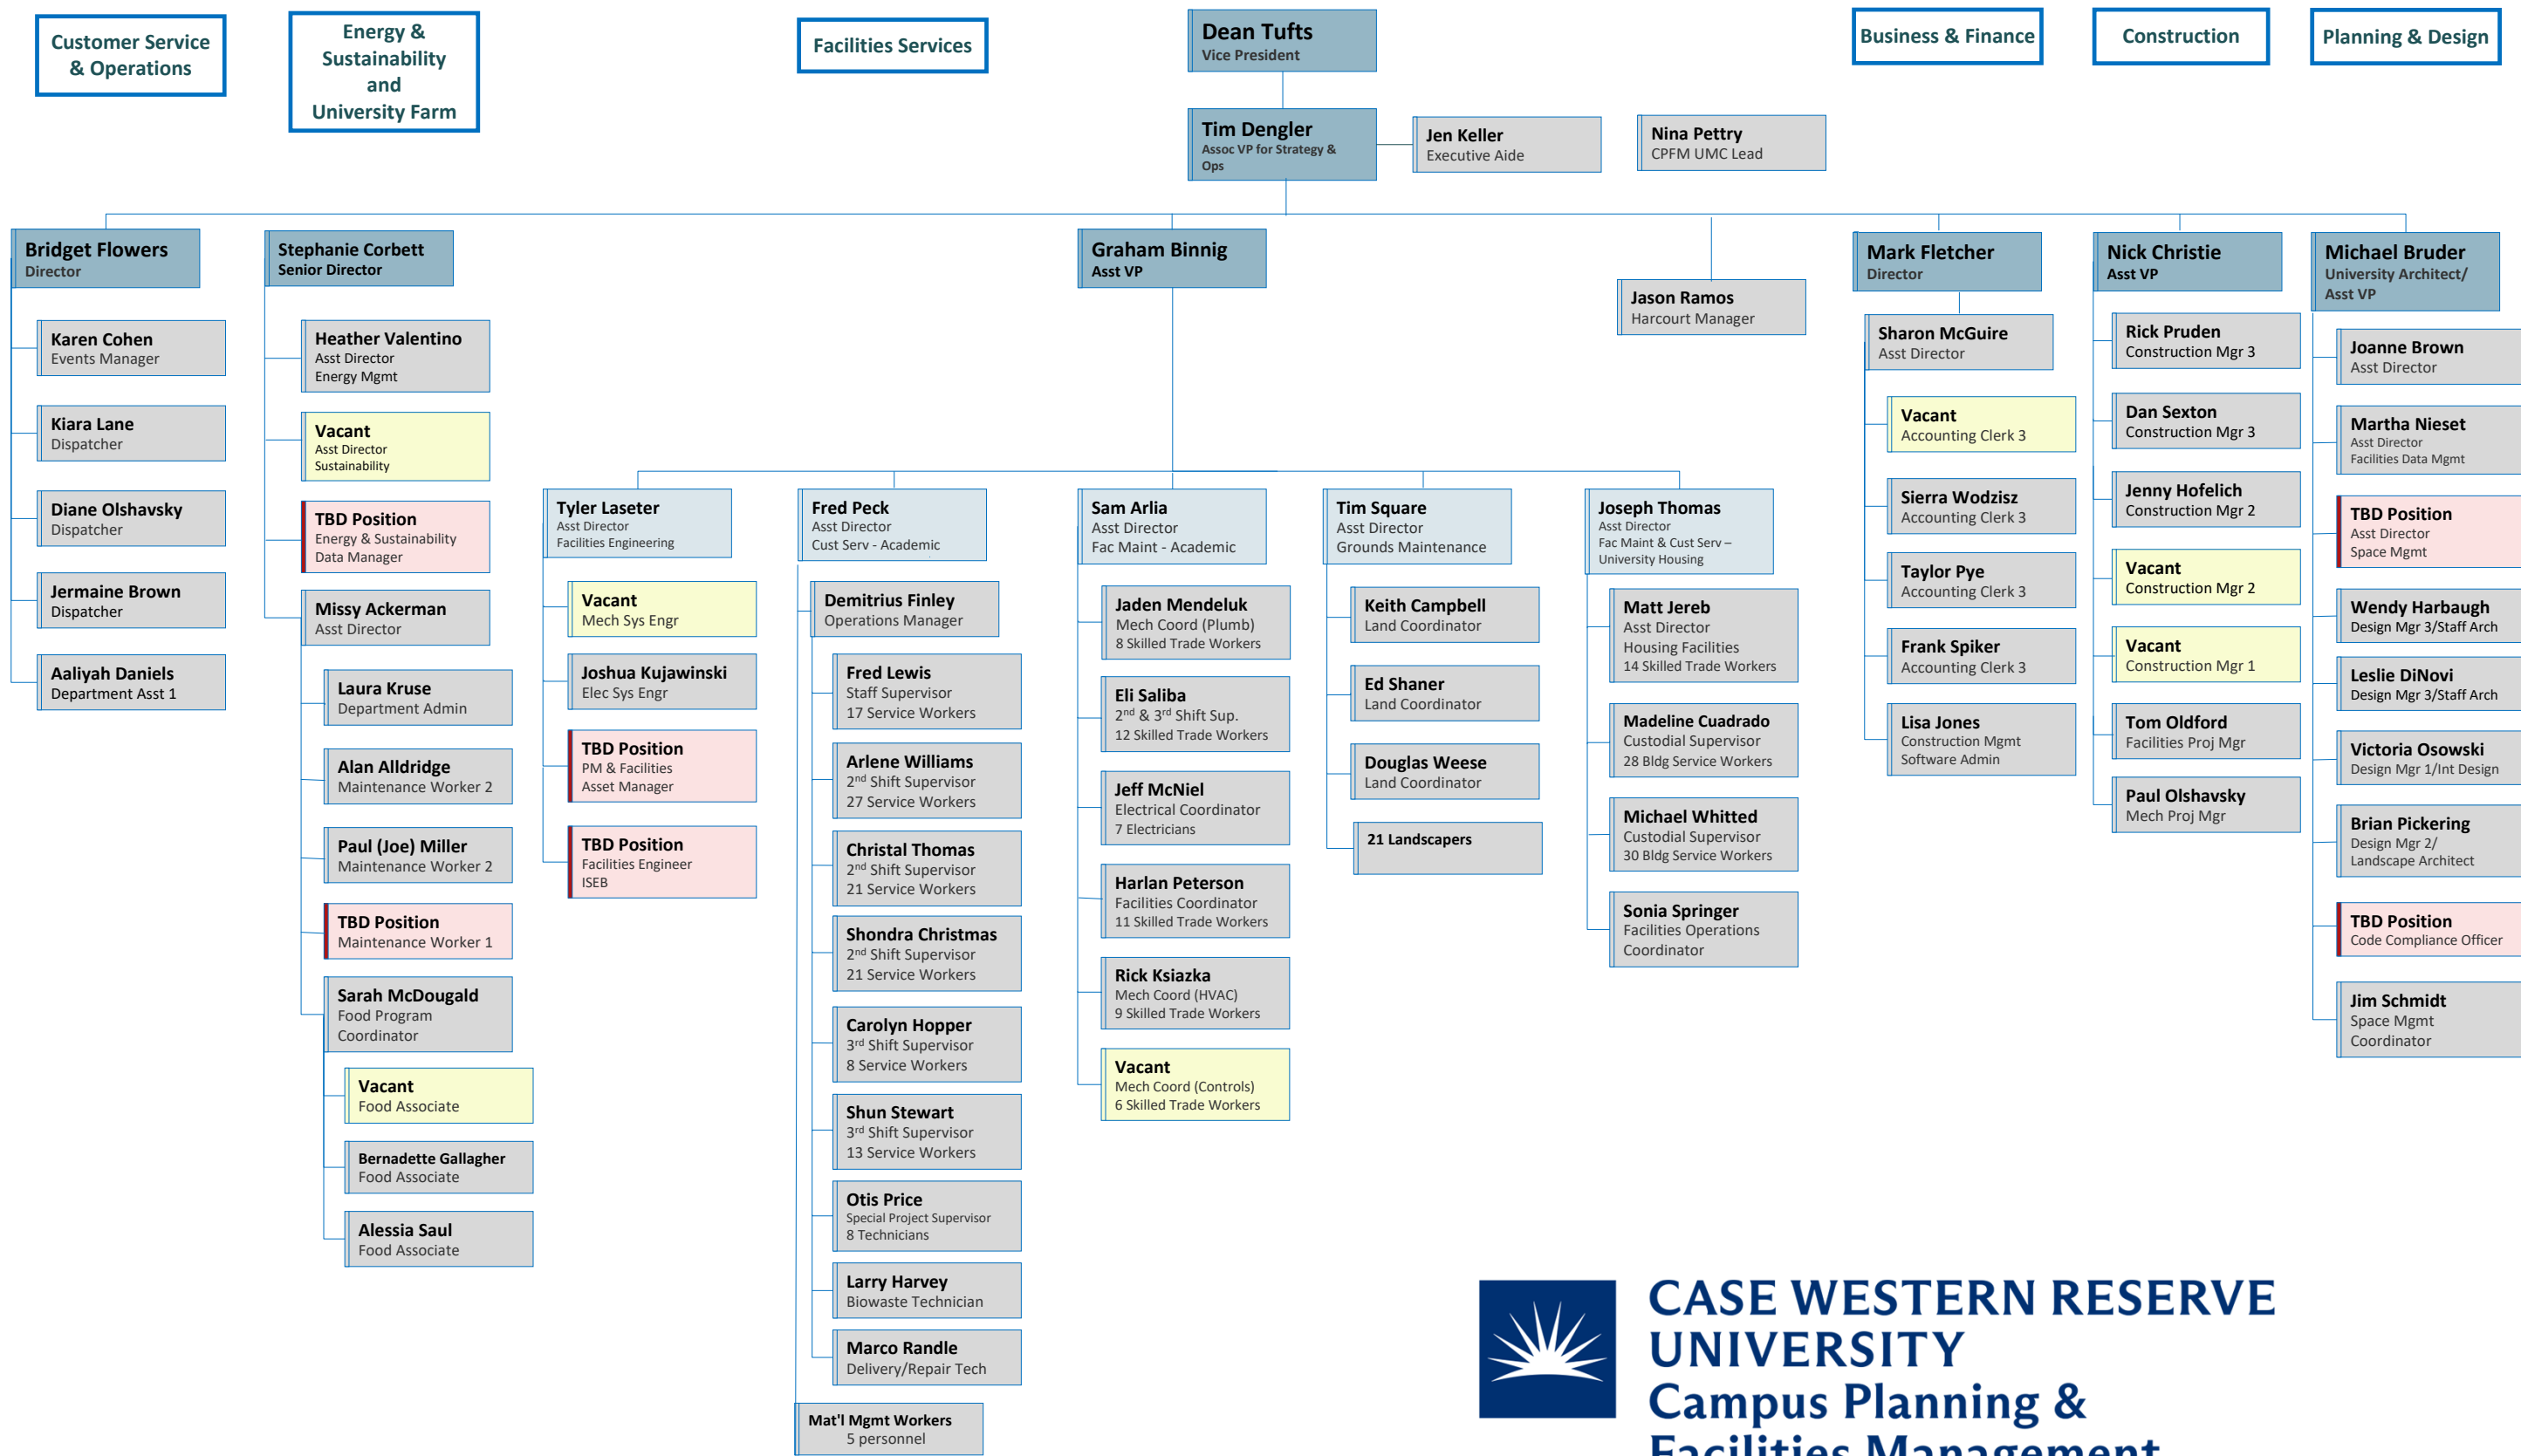 Customer Service
& Operations
Energy &
Sustainability
and
University Farm
Facilities Services
Dean Tufts
Vice President
Business & Finance
Construction
Planning & Design
Tim Dengler
Assoc VP for Strategy &
Ops
Jen Keller
Executive Aide
Nina Pettry
CPFM UMC Lead
Bridget Flowers
Director
Karen Cohen
Events Manager
Kiara Lane
Dispatcher
Diane Olshavsky
Dispatcher
Jermaine Brown
Dispatcher
Aaliyah Daniels
Department Asst 1
Stephanie Corbett
Senior Director
Heather Valentino
Asst Director
Energy Mgmt
Vacant
Asst Director
Sustainability
TBD Position
Energy & Sustainability
Data Manager
Missy Ackerman
Asst Director
Laura Kruse
Department Admin
Alan Alldridge
Maintenance Worker 2
Paul (Joe) Miller
Maintenance Worker 2
TBD Position
Maintenance Worker 1
Sarah McDougald
Food Program
Coordinator
Vacant
Food Associate
Bernadette Gallagher
Food Associate
Alessia Saul
Food Associate
Graham Binnig
Asst VP
Tyler Laseter
Asst Director
Facilities Engineering
Vacant
Mech Sys Engr
Joshua Kujawinski
Elec Sys Engr
TBD Position
PM & Facilities
Asset Manager
TBD Position
Facilities Engineer
ISEB
Fred Peck
Asst Director
Cust Serv - Academic
Demitrius Finley
Operations Manager
Fred Lewis
Staff Supervisor
17 Service Workers
Arlene Williams
2nd Shift Supervisor
27 Service Workers
Christal Thomas
2nd Shift Supervisor
21 Service Workers
Shondra Christmas
2nd Shift Supervisor
21 Service Workers
Carolyn Hopper
3rd Shift Supervisor
8 Service Workers
Shun Stewart
3rd Shift Supervisor
13 Service Workers
Otis Price
Special Project Supervisor
8 Technicians
Larry Harvey
Biowaste Technician
Marco Randle
Delivery/Repair Tech
Mat'l Mgmt Workers
5 personnel
Sam Arlia
Asst Director
Fac Maint - Academic
Jaden Mendeluk
Mech Coord (Plumb)
8 Skilled Trade Workers
Eli Saliba
2nd & 3rd Shift Sup.
12 Skilled Trade Workers
Jeff McNiel
Electrical Coordinator
7 Electricians
Harlan Peterson
Facilities Coordinator
11 Skilled Trade Workers
Rick Ksiazka
Mech Coord (HVAC)
9 Skilled Trade Workers
Vacant
Mech Coord (Controls)
6 Skilled Trade Workers
Tim Square
Asst Director
Grounds Maintenance
Keith Campbell
Land Coordinator
Ed Shaner
Land Coordinator
Douglas Weese
Land Coordinator
21 Landscapers
Joseph Thomas
Asst Director
Fac Maint & Cust Serv –
University Housing
Matt Jereb
Asst Director
Housing Facilities
14 Skilled Trade Workers
Madeline Cuadrado
Custodial Supervisor
28 Bldg Service Workers
Michael Whitted
Custodial Supervisor
30 Bldg Service Workers
Sonia Springer
Facilities Operations
Coordinator
Jason Ramos
Harcourt Manager
Mark Fletcher
Director
Sharon McGuire
Asst Director
Vacant
Accounting Clerk 3
Sierra Wodzisz
Accounting Clerk 3
Taylor Pye
Accounting Clerk 3
Frank Spiker
Accounting Clerk 3
Lisa Jones
Construction Mgmt
Software Admin
Nick Christie
Asst VP
Rick Pruden
Construction Mgr 3
Dan Sexton
Construction Mgr 3
Jenny Hofelich
Construction Mgr 2
Vacant
Construction Mgr 2
Vacant
Construction Mgr 1
Tom Oldford
Facilities Proj Mgr
Paul Olshavsky
Mech Proj Mgr
Michael Bruder
University Architect/
Asst VP
Joanne Brown
Asst Director
Martha Nieset
Asst Director
Facilities Data Mgmt
TBD Position
Asst Director
Space Mgmt
Wendy Harbaugh
Design Mgr 3/Staff Arch
Leslie DiNovi
Design Mgr 3/Staff Arch
Victoria Osowski
Design Mgr 1/Int Design
Brian Pickering
Design Mgr 2/
Landscape Architect
TBD Position
Code Compliance Officer
Jim Schmidt
Space Mgmt
Coordinator
CASE WESTERN RESERVE
UNIVERSITY
Campus Planning &
Facilities Management